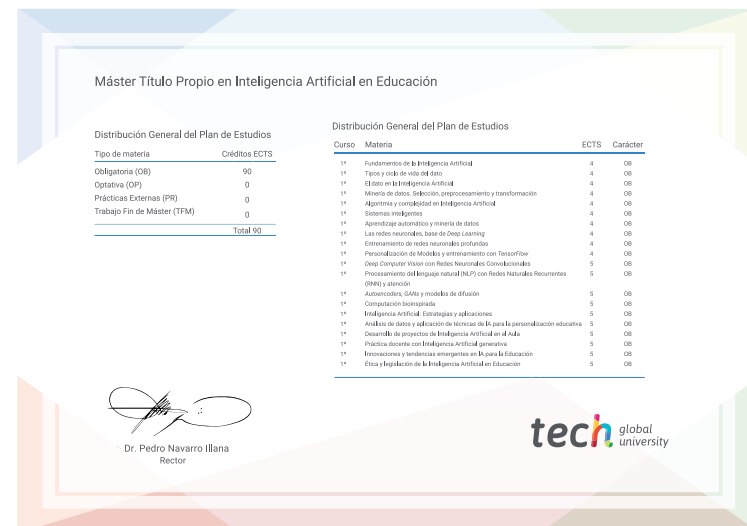 Máster Título Propio en Inteligencia Artificial en Educación
Distribución General del Plan de Estudios
Tipo de materia Créditos ECTS
Obligatoria (OB) 90
Optativa (OP) 0
Prácticas Externas (PR) 0
Trabajo Fin de Máster (TFM) 0
Total 90
Distribución General del Plan de Estudios
Curso Materia ECTS Carácter
1º Fundamentos de la Inteligencia Artificial 4 OB
1º Tipos y ciclo de vida del dato 4 OB
1º El dato en la Inteligencia Artificial 4 OB
1º Minería de datos. Selección, preprocesamiento y transformación 4 OB
1º Algoritmia y complejidad en Inteligencia Artificial 4 OB
1º Sistemas inteligentes 4 OB
1º Aprendizaje automático y minería de datos 4 OB
1º Las redes neuronales, base de Deep Learning 4 OB
1º Entrenamiento de redes neuronales profundas 4 OB
1º Personalización de Modelos y entrenamiento con TensorFlow 4 OB
1º Deep Computer Vision con Redes Neuronales Convolucionales 5 OB
1º Procesamiento del lenguaje natural (NLP) con Redes Naturales Recurrentes 5 OB
(RNN) y atención
1º Autoencoders, GANs y modelos de difusión 5 OB
1º Computación bioinspirada 5 OB
1º Inteligencia Artificial: Estrategias y aplicaciones 5 OB
1º Análisis de datos y aplicación de técnicas de IA para la personalización educativa 5 OB
1º Desarrollo de proyectos de Inteligencia Artificial en el Aula 5 OB
1º Práctica docente con Inteligencia Artificial generativa 5 OB
1º Innovaciones y tendencias emergentes en IA para la Educación 5 OB
1º Ética y legislación de la Inteligencia Artificial en Educación 5 OB
Dr. Pedro Navarro Illana
Rector
tech global
university